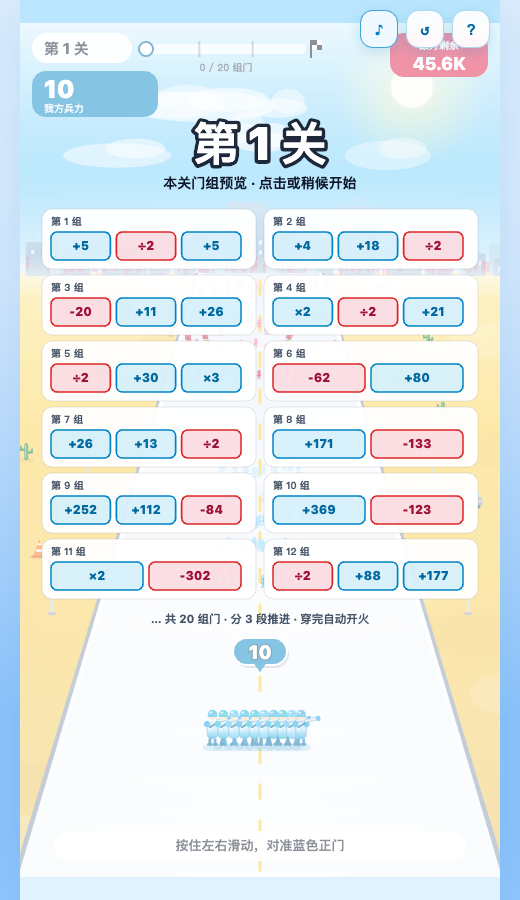 第 1 关
♪ ↺ ?
0 / 20 组门
45.6K
10
我方兵力
第1关
本关门组预览 · 点击或稍候开始
第 1 组
+5 ÷2 +5
第 2 组
+4 +18 ÷2
第 3 组
-20 +11 +26
第 4 组
×2 ÷2 +21
第 5 组
÷2 +30 ×3
第 6 组
-62 +80
第 7 组
+26 +13 ÷2
第 8 组
+171 -133
第 9 组
+252 +112 -84
第 10 组
+369 -123
第 11 组
×2 -302
第 12 组
÷2 +88 +177
... 共 20 组门 · 分 3 段推进 · 穿完自动开火
10
按住左右滑动，对准蓝色正门